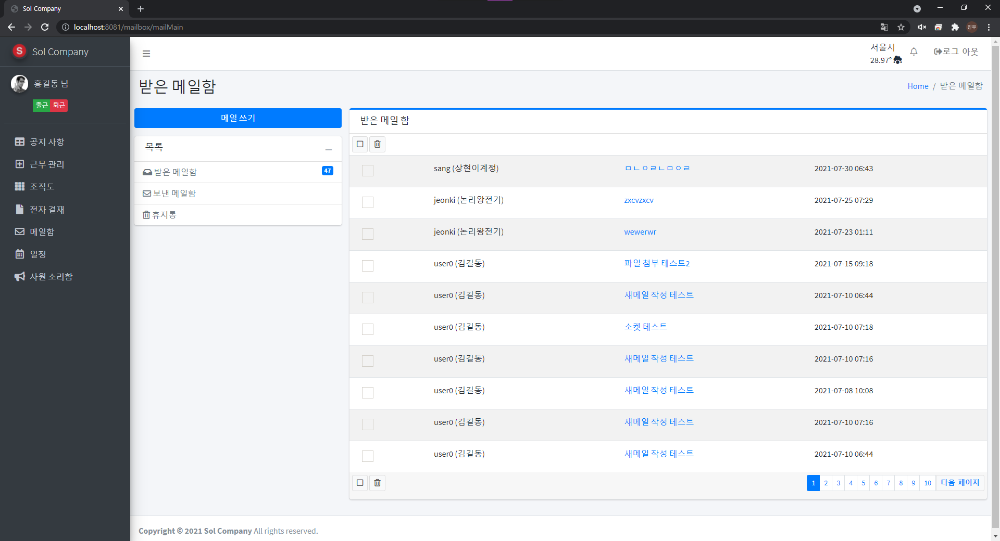 Sol Company
localhost:8081/mailbox/mailMain
진우
S Sol Company
홍길동 님
출근 퇴근
공지 사항
근무 관리
조직도
전자 결재
메일함
일정
사원 소리함
서울시
28.97°
로그 아웃
받은 메일함
Home / 받은 메일함
메일 쓰기
목록
받은 메일함 47
보낸 메일함
휴지통
받은 메일 함
sang (상현이계정) ㅁㄴㅇㄹㄴㅁㅇㄹ 2021-07-30 06:43
jeonki (논리왕전기) zxcvzxcv 2021-07-25 07:29
jeonki (논리왕전기) wewerwr 2021-07-23 01:11
user0 (김길동) 파일 첨부 테스트2 2021-07-15 09:18
user0 (김길동) 새메일 작성 테스트 2021-07-10 06:44
user0 (김길동) 소켓 테스트 2021-07-10 07:18
user0 (김길동) 새메일 작성 테스트 2021-07-10 07:16
user0 (김길동) 새메일 작성 테스트 2021-07-08 10:08
user0 (김길동) 새메일 작성 테스트 2021-07-10 07:16
user0 (김길동) 새메일 작성 테스트 2021-07-10 06:44
1 2 3 4 5 6 7 8 9 10 다음 페이지
Copyright © 2021 Sol Company All rights reserved.